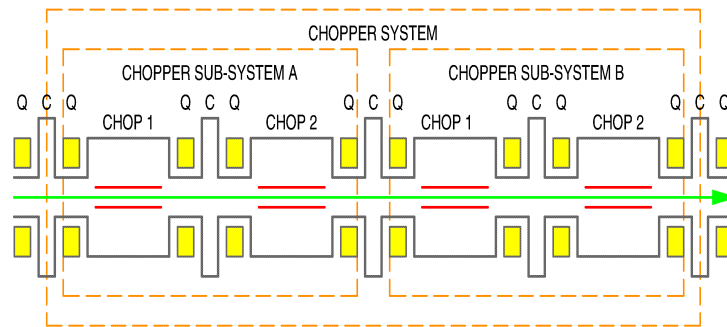 CHOPPER SYSTEM
CHOPPER SUB-SYSTEM A CHOPPER SUB-SYSTEM B
Q C Q Q C Q Q C Q Q C Q Q C Q
CHOP 1 CHOP 2 CHOP 1 CHOP 2